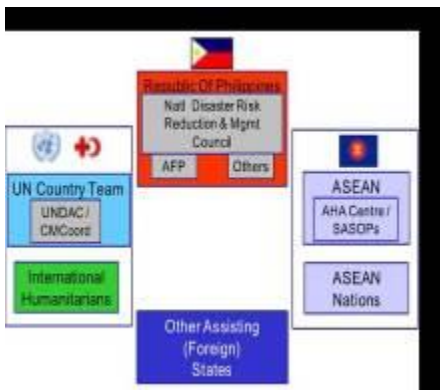 Republic Of Philippines
Natl Disaster Risk
Reduction & Mgmt
Council
AFP
Others
UN Country Team
UNDAC /
CMCoord
International
Humanitarians
ASEAN
AHA Centre /
SASOPs
ASEAN
Nations
Other Assisting
(Foreign)
States